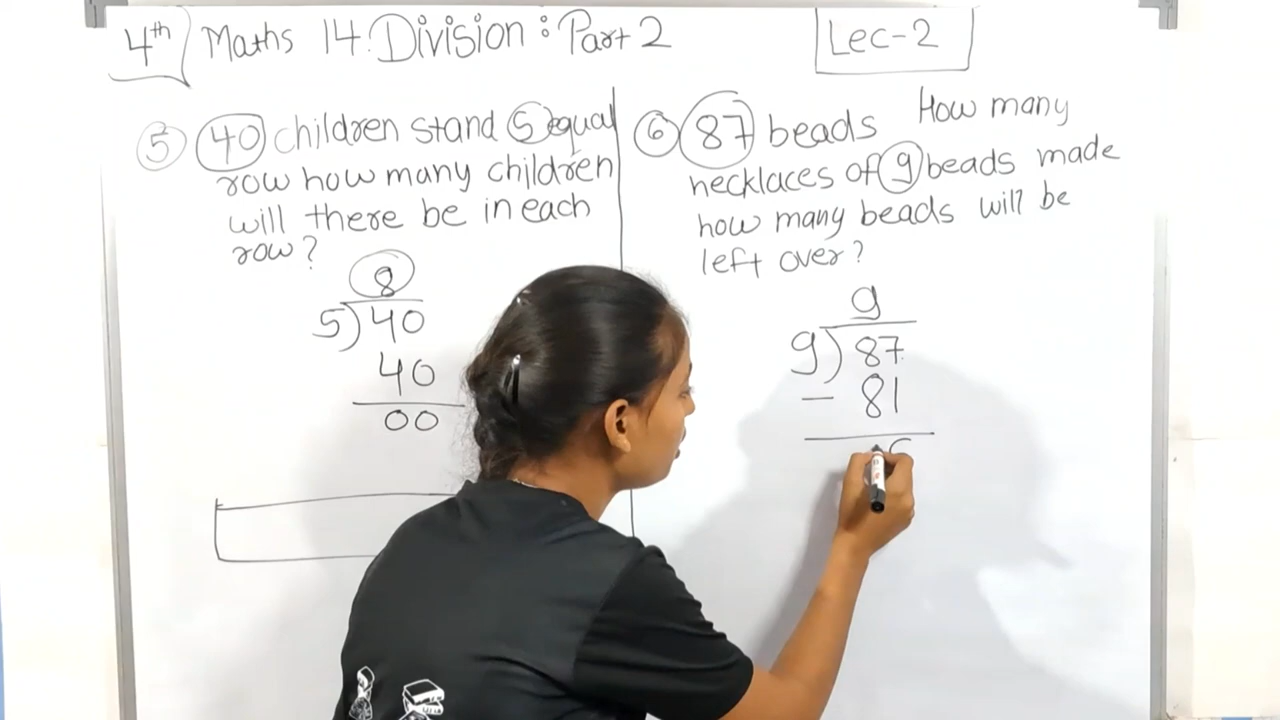 4th Maths 14. Division : Part 2
Lec-2
5 40 children stand 5 equal
row how many children
will there be in each
row?
8
5)40
40
00
6 87 beads How many
necklaces of 9 beads made
how many beads will be
left over?
9
9)87
- 81